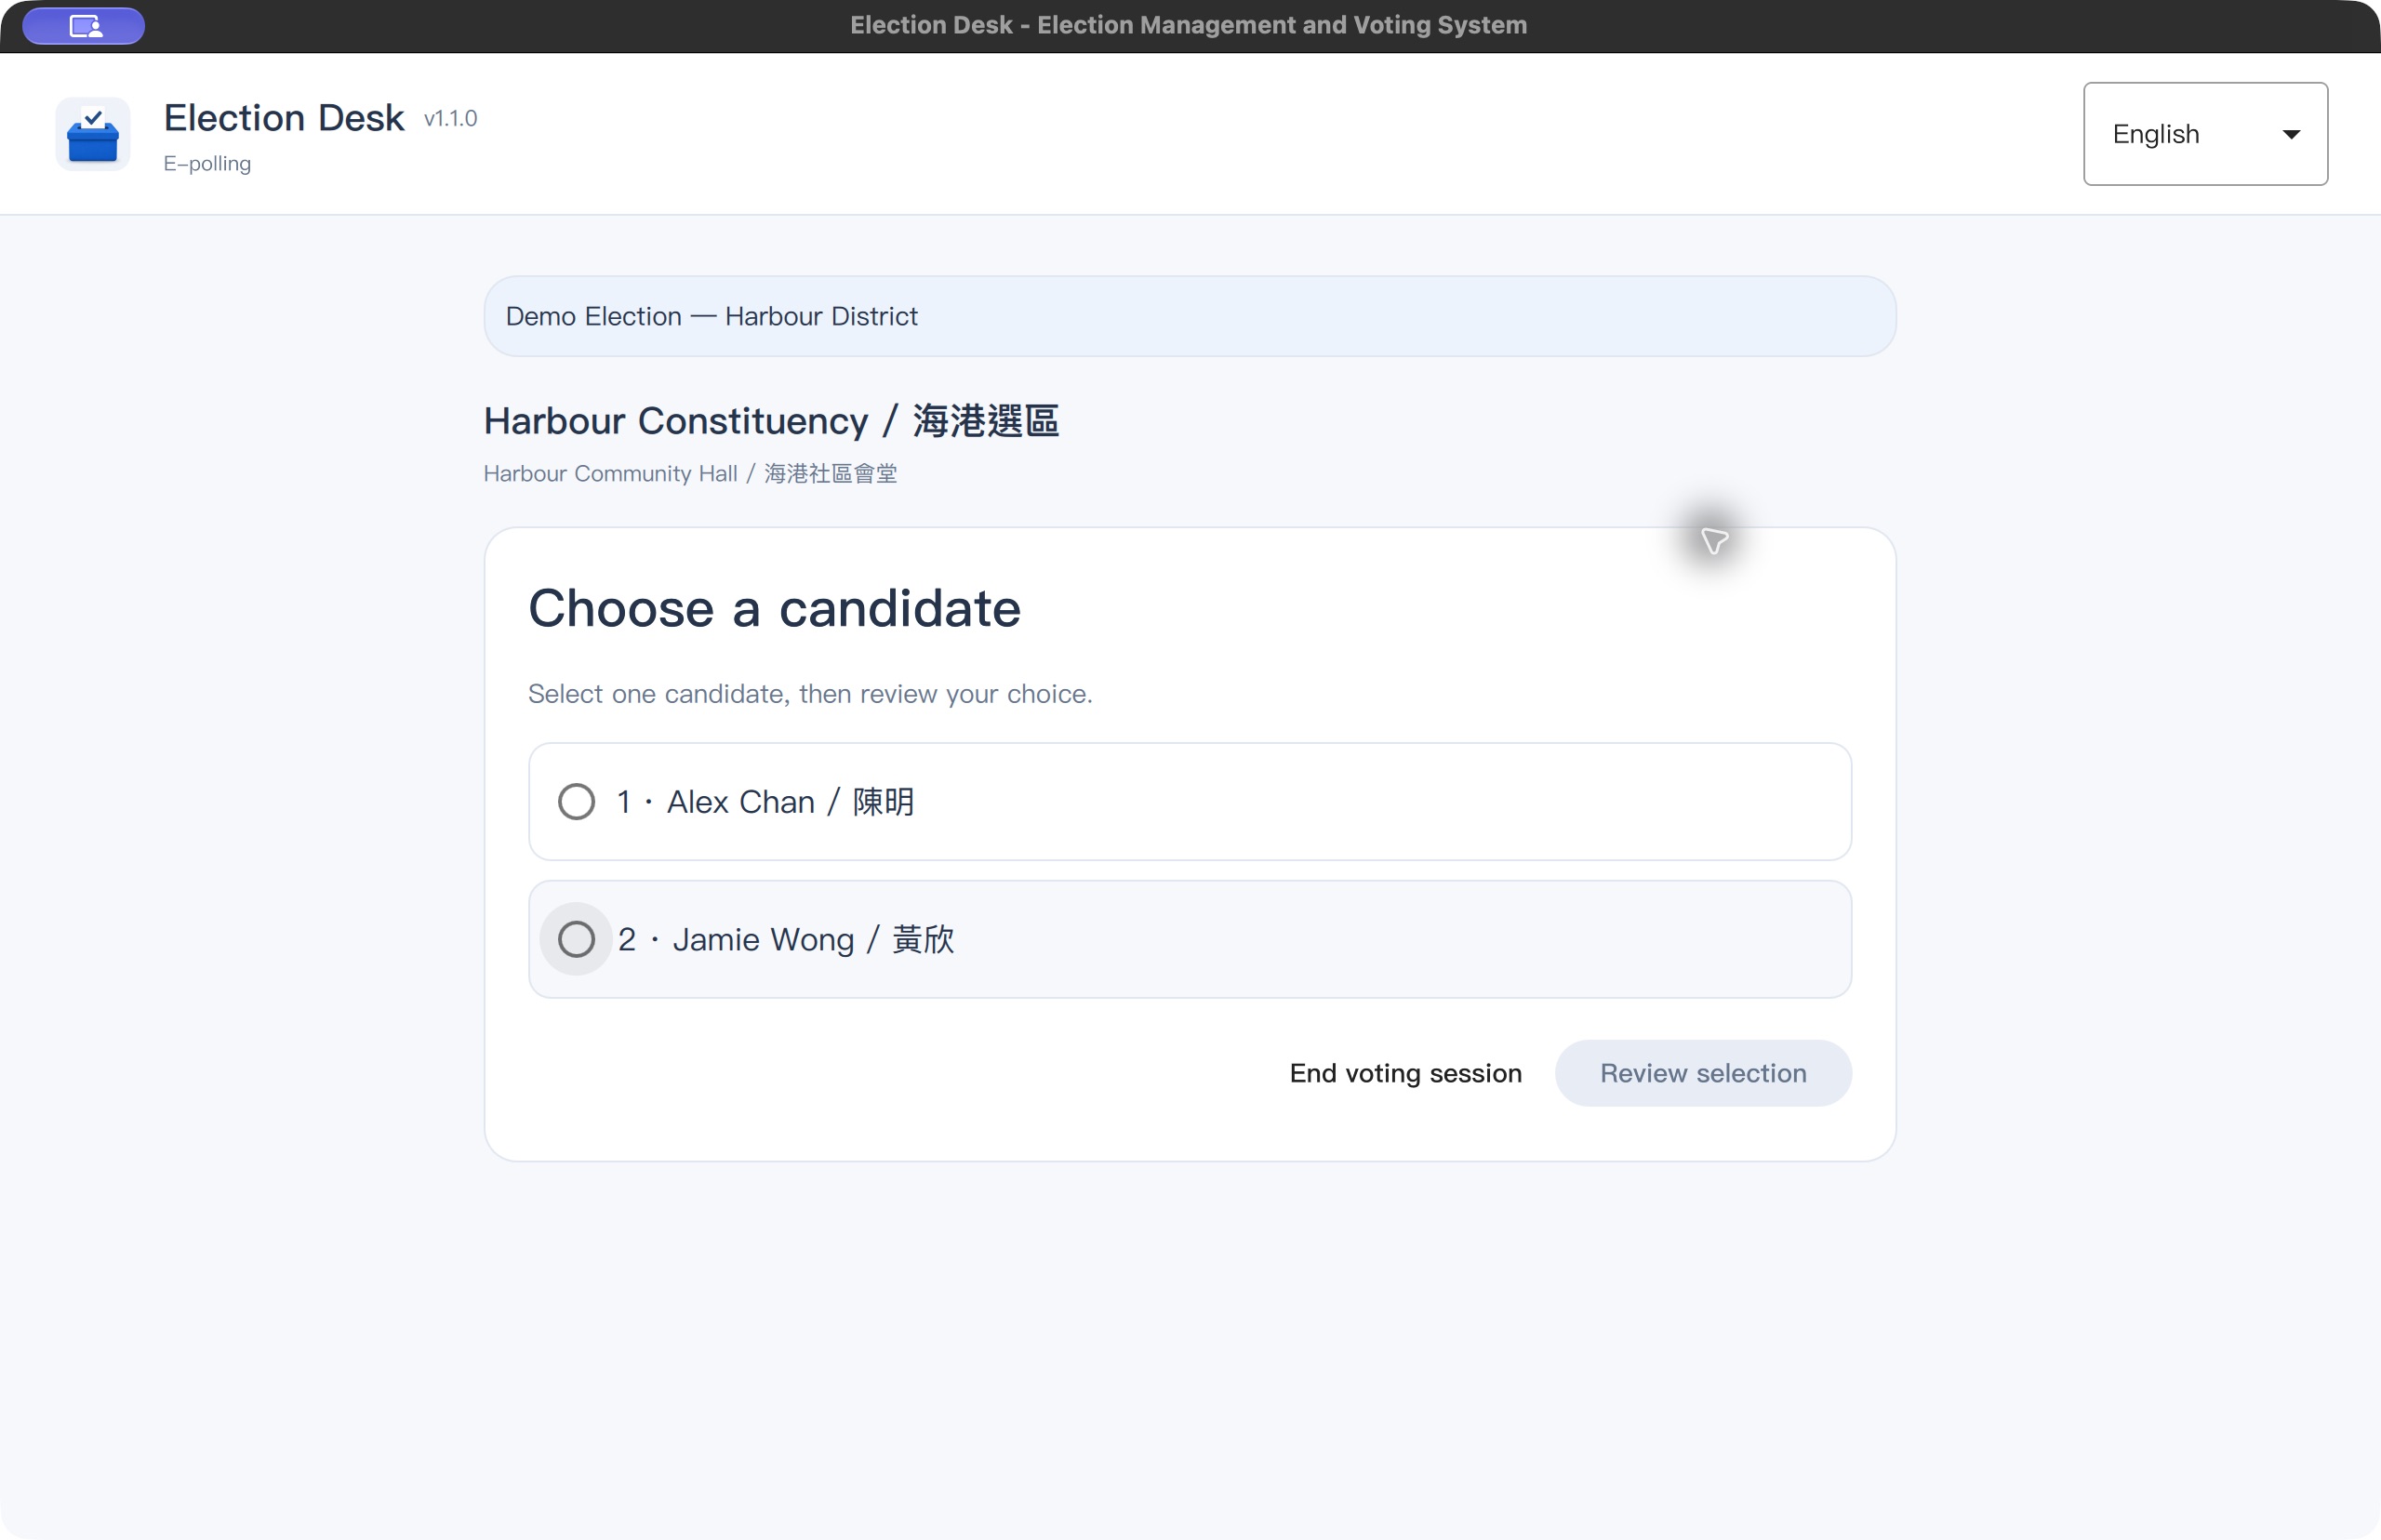 Election Desk - Election Management and Voting System
Election Desk v1.1.0
E-polling
English
Demo Election — Harbour District
Harbour Constituency / 海港選區
Harbour Community Hall / 海港社區會堂
Choose a candidate
Select one candidate, then review your choice.
1 · Alex Chan / 陳明
2 · Jamie Wong / 黃欣
End voting session
Review selection